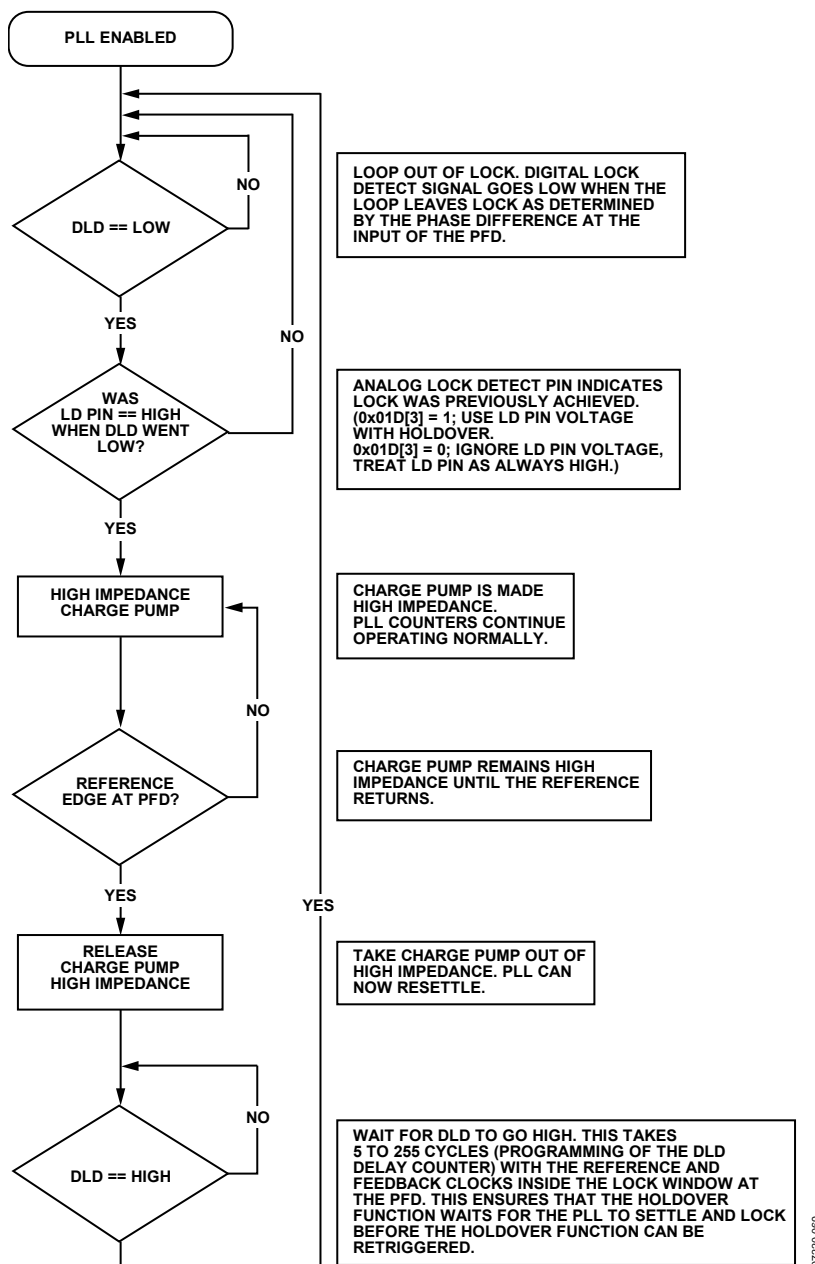 PLL ENABLED
NO
DLD == LOW
LOOP OUT OF LOCK. DIGITAL LOCK
DETECT SIGNAL GOES LOW WHEN THE
LOOP LEAVES LOCK AS DETERMINED
BY THE PHASE DIFFERENCE AT THE
INPUT OF THE PFD.
YES
NO
WAS
LD PIN == HIGH
WHEN DLD WENT
LOW?
ANALOG LOCK DETECT PIN INDICATES
LOCK WAS PREVIOUSLY ACHIEVED.
(0x01D[3] = 1; USE LD PIN VOLTAGE
WITH HOLDOVER.
0x01D[3] = 0; IGNORE LD PIN VOLTAGE,
TREAT LD PIN AS ALWAYS HIGH.)
YES
HIGH IMPEDANCE
CHARGE PUMP
CHARGE PUMP IS MADE
HIGH IMPEDANCE.
PLL COUNTERS CONTINUE
OPERATING NORMALLY.
NO
REFERENCE
EDGE AT PFD?
CHARGE PUMP REMAINS HIGH
IMPEDANCE UNTIL THE REFERENCE
RETURNS.
YES
YES
RELEASE
CHARGE PUMP
HIGH IMPEDANCE
TAKE CHARGE PUMP OUT OF
HIGH IMPEDANCE. PLL CAN
NOW RESETTLE.
NO
DLD == HIGH
WAIT FOR DLD TO GO HIGH. THIS TAKES
5 TO 255 CYCLES (PROGRAMMING OF THE DLD
DELAY COUNTER) WITH THE REFERENCE AND
FEEDBACK CLOCKS INSIDE THE LOCK WINDOW AT
THE PFD. THIS ENSURES THAT THE HOLDOVER
FUNCTION WAITS FOR THE PLL TO SETTLE AND LOCK
BEFORE THE HOLDOVER FUNCTION CAN BE
RETRIGGERED.